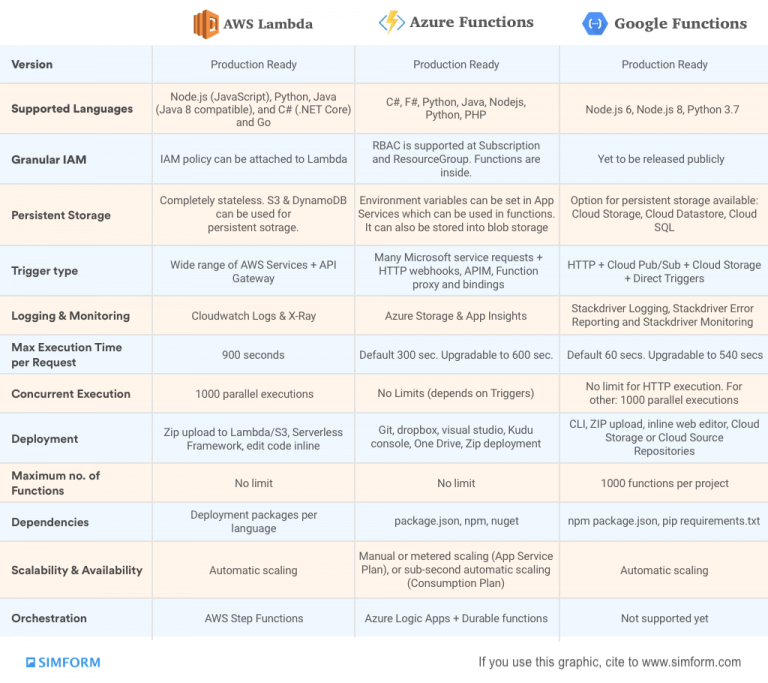 AWS Lambda
Azure Functions
Google Functions
Version
Production Ready
Production Ready
Production Ready
Supported Languages
Node.js (JavaScript), Python, Java
(Java 8 compatible), and C# (.NET Core)
and Go
C#, F#, Python, Java, Nodejs,
Python, PHP
Node.js 6, Node.js 8, Python 3.7
Granular IAM
IAM policy can be attached to Lambda
RBAC is supported at Subscription
and ResourceGroup. Functions are
inside.
Yet to be released publicly
Persistent Storage
Completely stateless. S3 & DynamoDB
can be used for
persistent sotrage.
Environment variables can be set in App
Services which can be used in functions.
It can also be stored into blob storage
Option for persistent storage available:
Cloud Storage, Cloud Datastore, Cloud
SQL
Trigger type
Wide range of AWS Services + API
Gateway
Many Microsoft service requests +
HTTP webhooks, APIM, Function
proxy and bindings
HTTP + Cloud Pub/Sub + Cloud Storage
+ Direct Triggers
Logging & Monitoring
Cloudwatch Logs & X-Ray
Azure Storage & App Insights
Stackdriver Logging, Stackdriver Error
Reporting and Stackdriver Monitoring
Max Execution Time
per Request
900 seconds
Default 300 sec. Upgradable to 600 sec.
Default 60 secs. Upgradable to 540 secs
Concurrent Execution
1000 parallel executions
No Limits (depends on Triggers)
No limit for HTTP execution. For
other: 1000 parallel executions
Deployment
Zip upload to Lambda/S3, Serverless
Framework, edit code inline
Git, dropbox, visual studio, Kudu
console, One Drive, Zip deployment
CLI, ZIP upload, inline web editor, Cloud
Storage or Cloud Source
Repositories
Maximum no. of
Functions
No limit
No limit
1000 functions per project
Dependencies
Deployment packages per
language
package.json, npm, nuget
npm package.json, pip requirements.txt
Scalability & Availability
Automatic scaling
Manual or metered scaling (App Service
Plan), or sub-second automatic scaling
(Consumption Plan)
Automatic scaling
Orchestration
AWS Step Functions
Azure Logic Apps + Durable functions
Not supported yet
SIMFORM
If you use this graphic, cite to www.simform.com